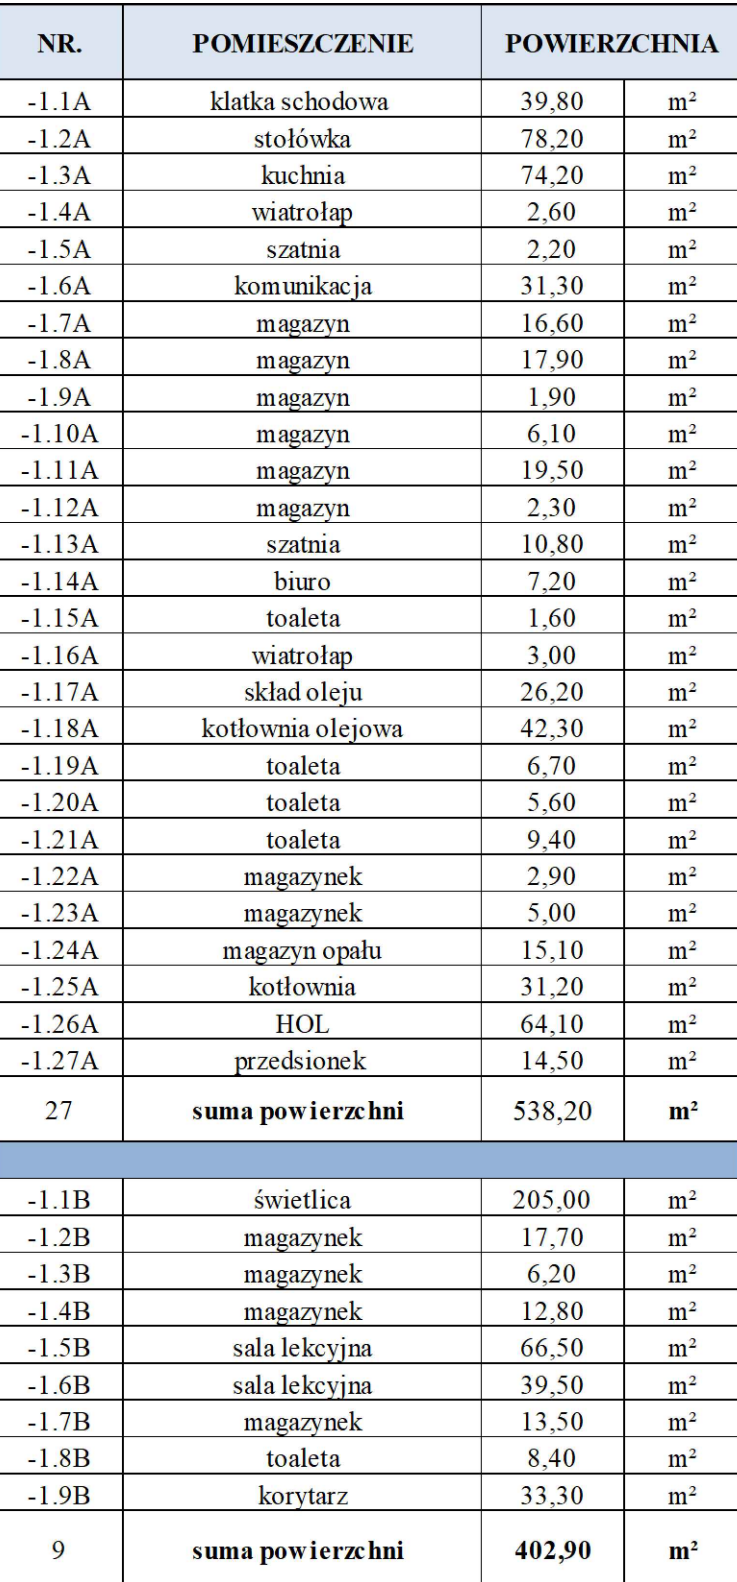 NR. POMIESZCZENIE POWIERZCHNIA
-1.1A klatka schodowa 39,80 m²
-1.2A stołówka 78,20 m²
-1.3A kuchnia 74,20 m²
-1.4A wiatrołap 2,60 m²
-1.5A szatnia 2,20 m²
-1.6A komunikacja 31,30 m²
-1.7A magazyn 16,60 m²
-1.8A magazyn 17,90 m²
-1.9A magazyn 1,90 m²
-1.10A magazyn 6,10 m²
-1.11A magazyn 19,50 m²
-1.12A magazyn 2,30 m²
-1.13A szatnia 10,80 m²
-1.14A biuro 7,20 m²
-1.15A toaleta 1,60 m²
-1.16A wiatrołap 3,00 m²
-1.17A skład oleju 26,20 m²
-1.18A kotłownia olejowa 42,30 m²
-1.19A toaleta 6,70 m²
-1.20A toaleta 5,60 m²
-1.21A toaleta 9,40 m²
-1.22A magazynek 2,90 m²
-1.23A magazynek 5,00 m²
-1.24A magazyn opału 15,10 m²
-1.25A kotłownia 31,20 m²
-1.26A HOL 64,10 m²
-1.27A przedsionek 14,50 m²
27 suma powierzchni 538,20 m²
-1.1B świetlica 205,00 m²
-1.2B magazynek 17,70 m²
-1.3B magazynek 6,20 m²
-1.4B magazynek 12,80 m²
-1.5B sala lekcyjna 66,50 m²
-1.6B sala lekcyjna 39,50 m²
-1.7B magazynek 13,50 m²
-1.8B toaleta 8,40 m²
-1.9B korytarz 33,30 m²
9 suma powierzchni 402,90 m²